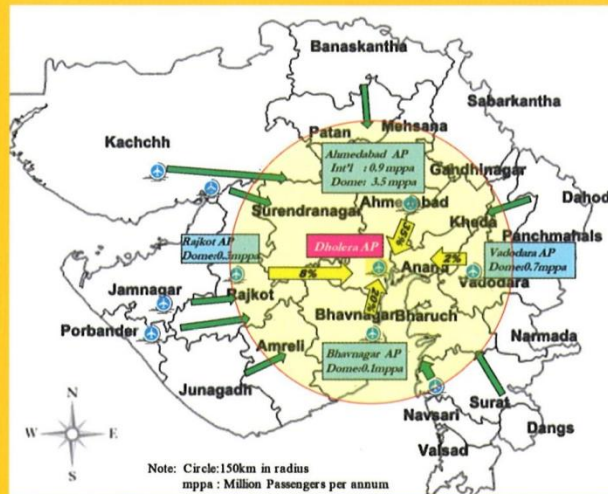 Banaskantha
Sabarkantha
Patan
Mehsana
Kachchh
Ahmedabad AP
Int'l : 0.9 mppa
Dome: 3.5 mppa
Gandhinagar
Surendranagar
Ahmedabad
Dahod
Kheda
Panchmahals
Rajkot AP
Dome:0.3mppa
Dholera AP
35%
Vadodara AP
Dome:0.7mppa
8%
Anand
2%
Jamnagar
Rajkot
Vadodara
20%
Porbander
Bhavnagar
Bharuch
Amreli
Narmada
Junagadh
Bhavnagar AP
Dome:0.1mppa
Surat
Navsari
Dangs
Valsad
N
W
E
S
Note: Circle:150km in radius
mppa : Million Passengers per annum